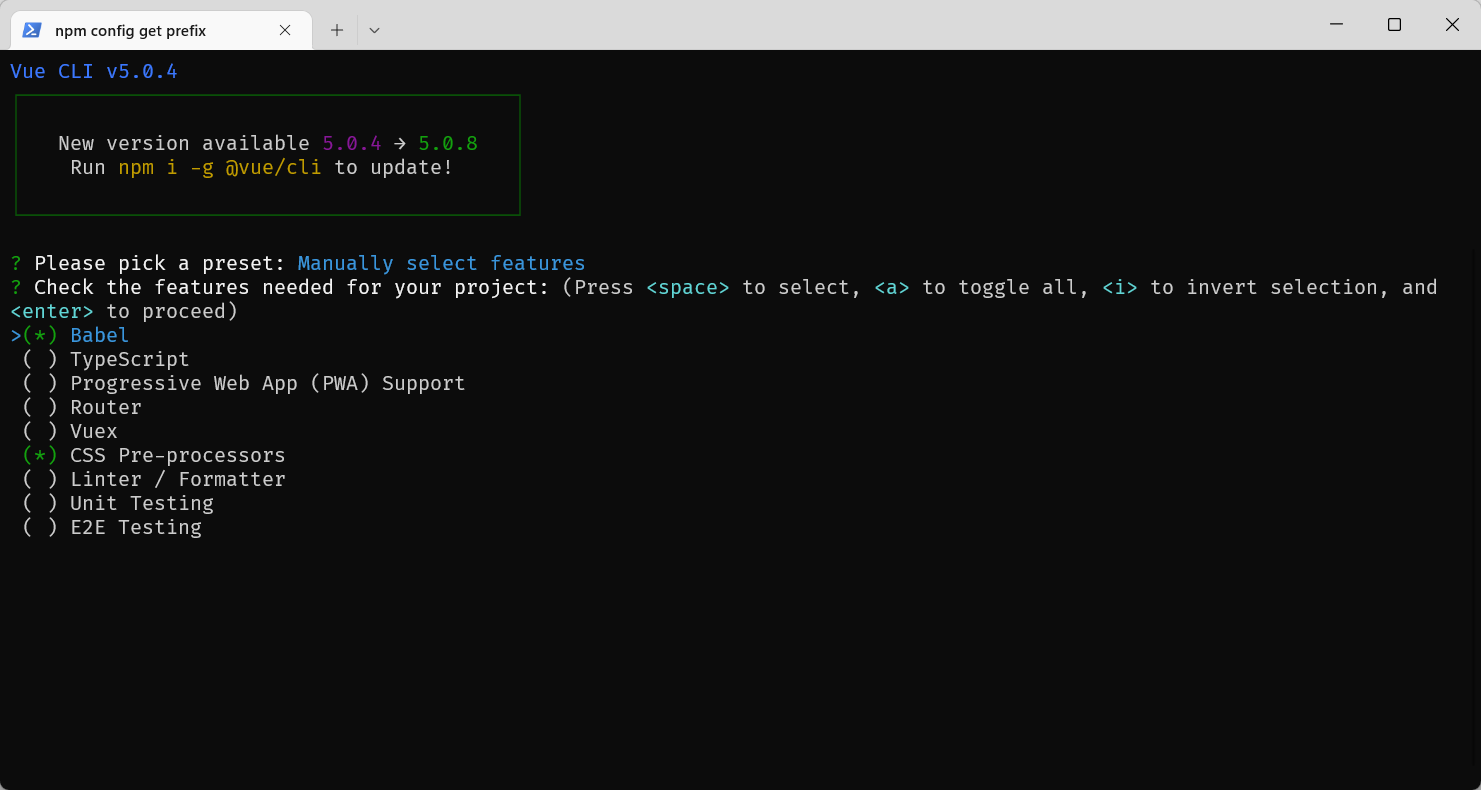 npm config get prefix
Vue CLI v5.0.4
New version available 5.0.4 → 5.0.8
Run npm i -g @vue/cli to update!
? Please pick a preset: Manually select features
? Check the features needed for your project: (Press <space> to select, <a> to toggle all, <i> to invert selection, and
<enter> to proceed)
>(*) Babel
( ) TypeScript
( ) Progressive Web App (PWA) Support
( ) Router
( ) Vuex
(*) CSS Pre-processors
( ) Linter / Formatter
( ) Unit Testing
( ) E2E Testing